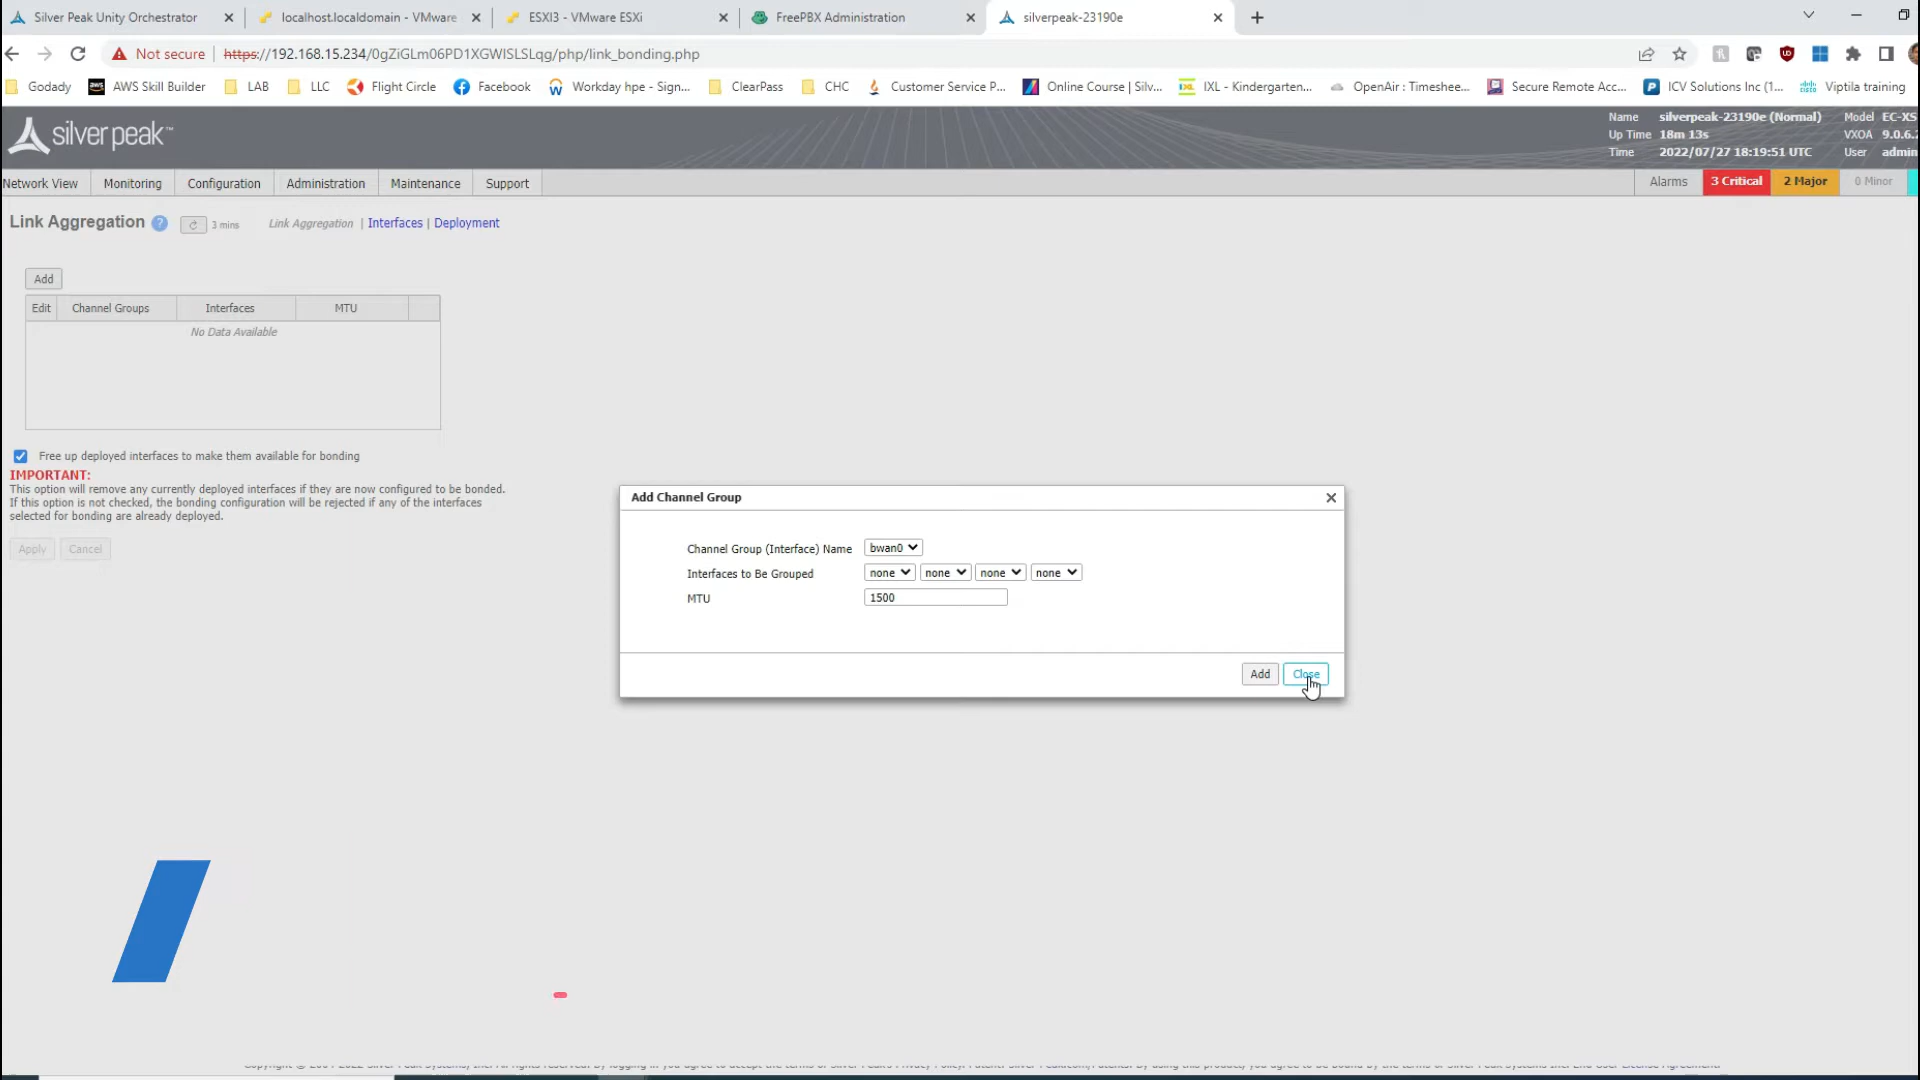 Silver Peak Unity Orchestrator
localhost.localdomain - VMware
ESXI3 - VMware ESXi
FreePBX Administration
silverpeak-23190e
Not secure
https://192.168.15.234/0gZiGLm06PD1XGWlSLSLqg/php/link_bonding.php
Godady
AWS Skill Builder
LAB
LLC
Flight Circle
Facebook
Workday hpe - Sign...
ClearPass
CHC
Customer Service P...
Online Course | Silv...
IXL - Kindergarten...
OpenAir : Timeshee...
Secure Remote Acc...
ICV Solutions Inc (1...
Viptila training
silver peak™
Name silverpeak-23190e (Normal) Model EC-XS
Up Time 18m 13s VXOA 9.0.6.2
Time 2022/07/27 18:19:51 UTC User admin
Network View Monitoring Configuration Administration Maintenance Support
Alarms 3 Critical 2 Major 0 Minor
Link Aggregation ? 3 mins Link Aggregation | Interfaces | Deployment
Add
Edit Channel Groups Interfaces MTU
No Data Available
Free up deployed interfaces to make them available for bonding
IMPORTANT:
This option will remove any currently deployed interfaces if they are now configured to be bonded.
If this option is not checked, the bonding configuration will be rejected if any of the interfaces
selected for bonding are already deployed.
Apply Cancel
Add Channel Group
Channel Group (Interface) Name bwan0
Interfaces to Be Grouped none none none none
MTU 1500
Add Close